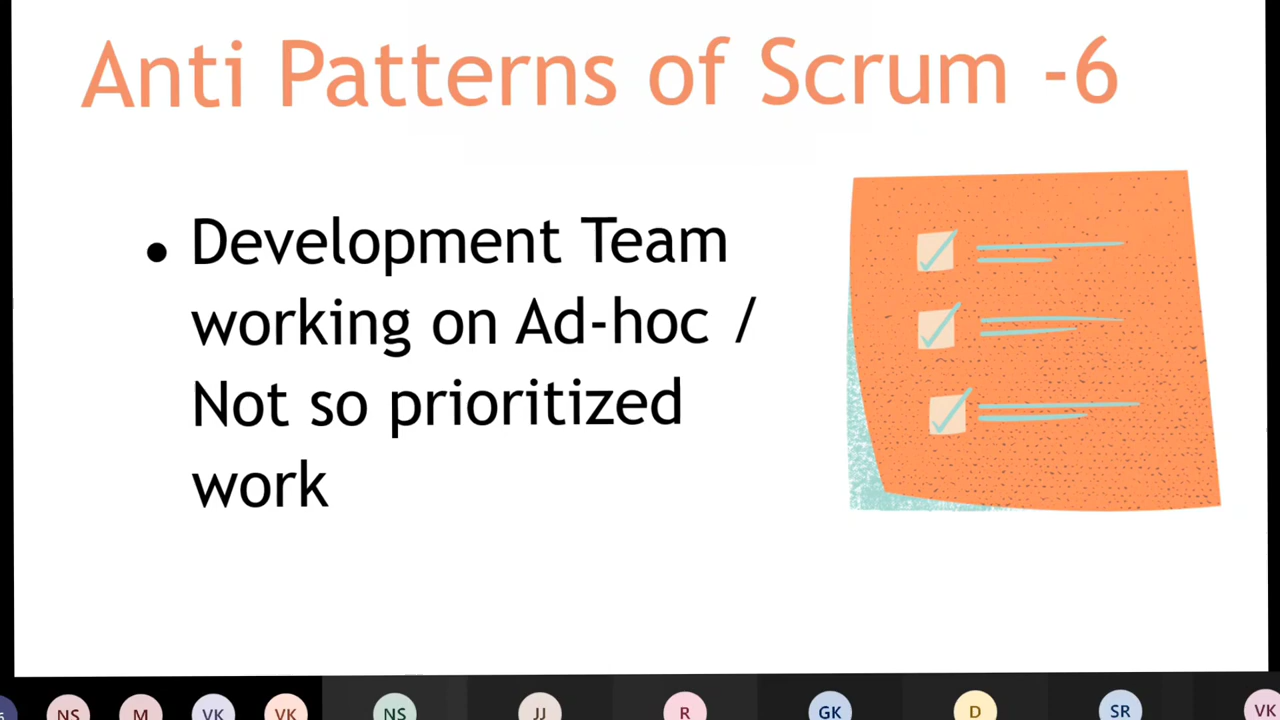 Anti Patterns of Scrum -6
• Development Team
working on Ad-hoc /
Not so prioritized
work
NS M VK VK NS JJ R GK D SR VK